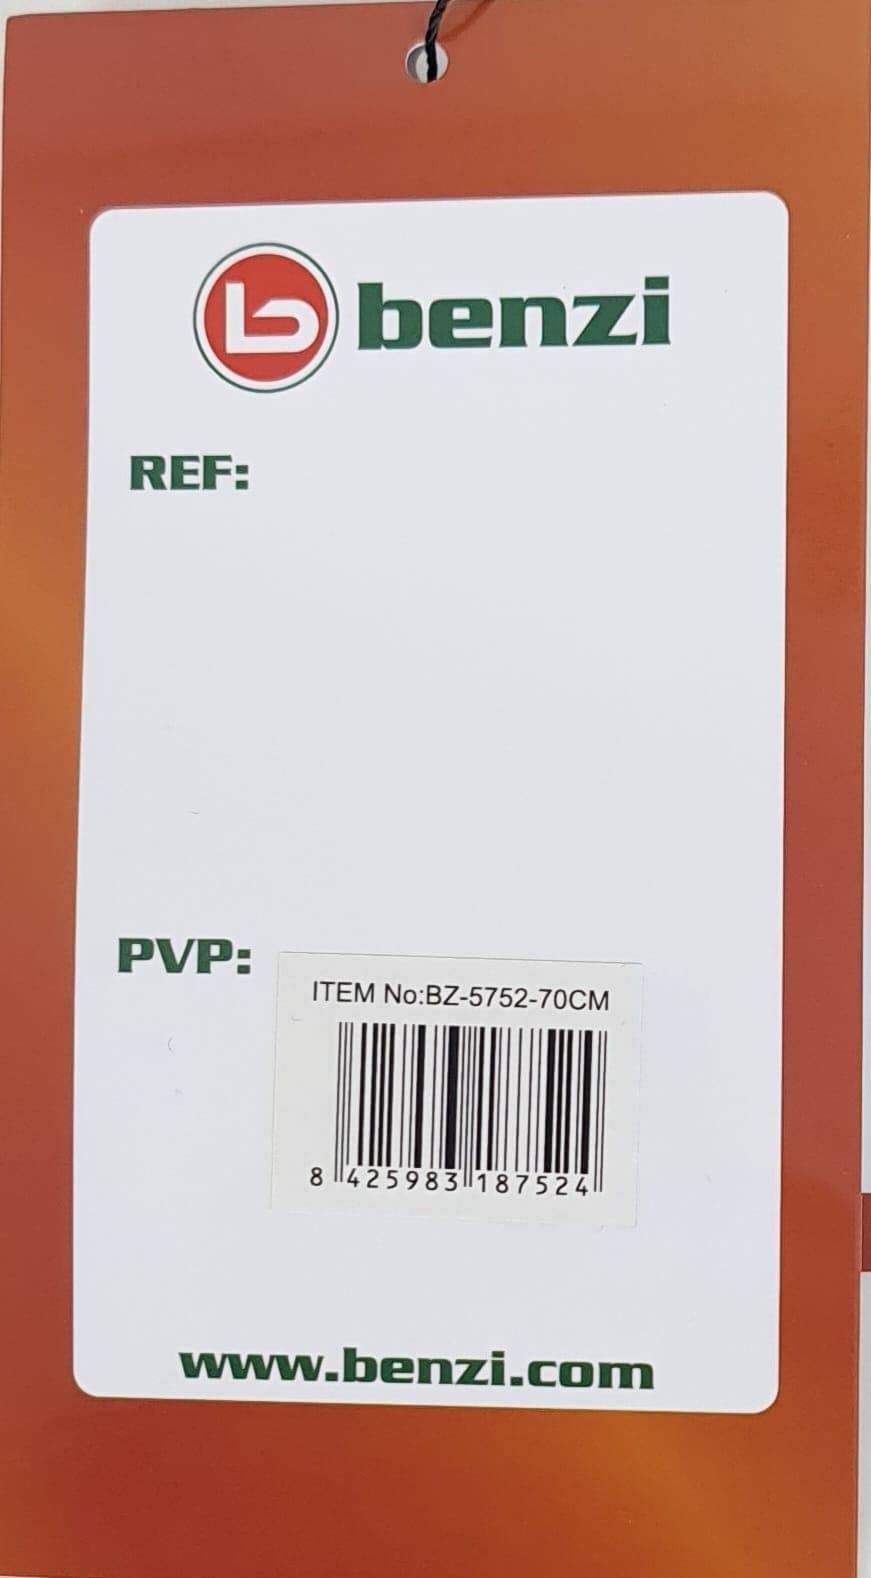 benzi
REF:
PVP:
ITEM No:BZ-5752-70CM
8 425983 187524
www.benzi.com